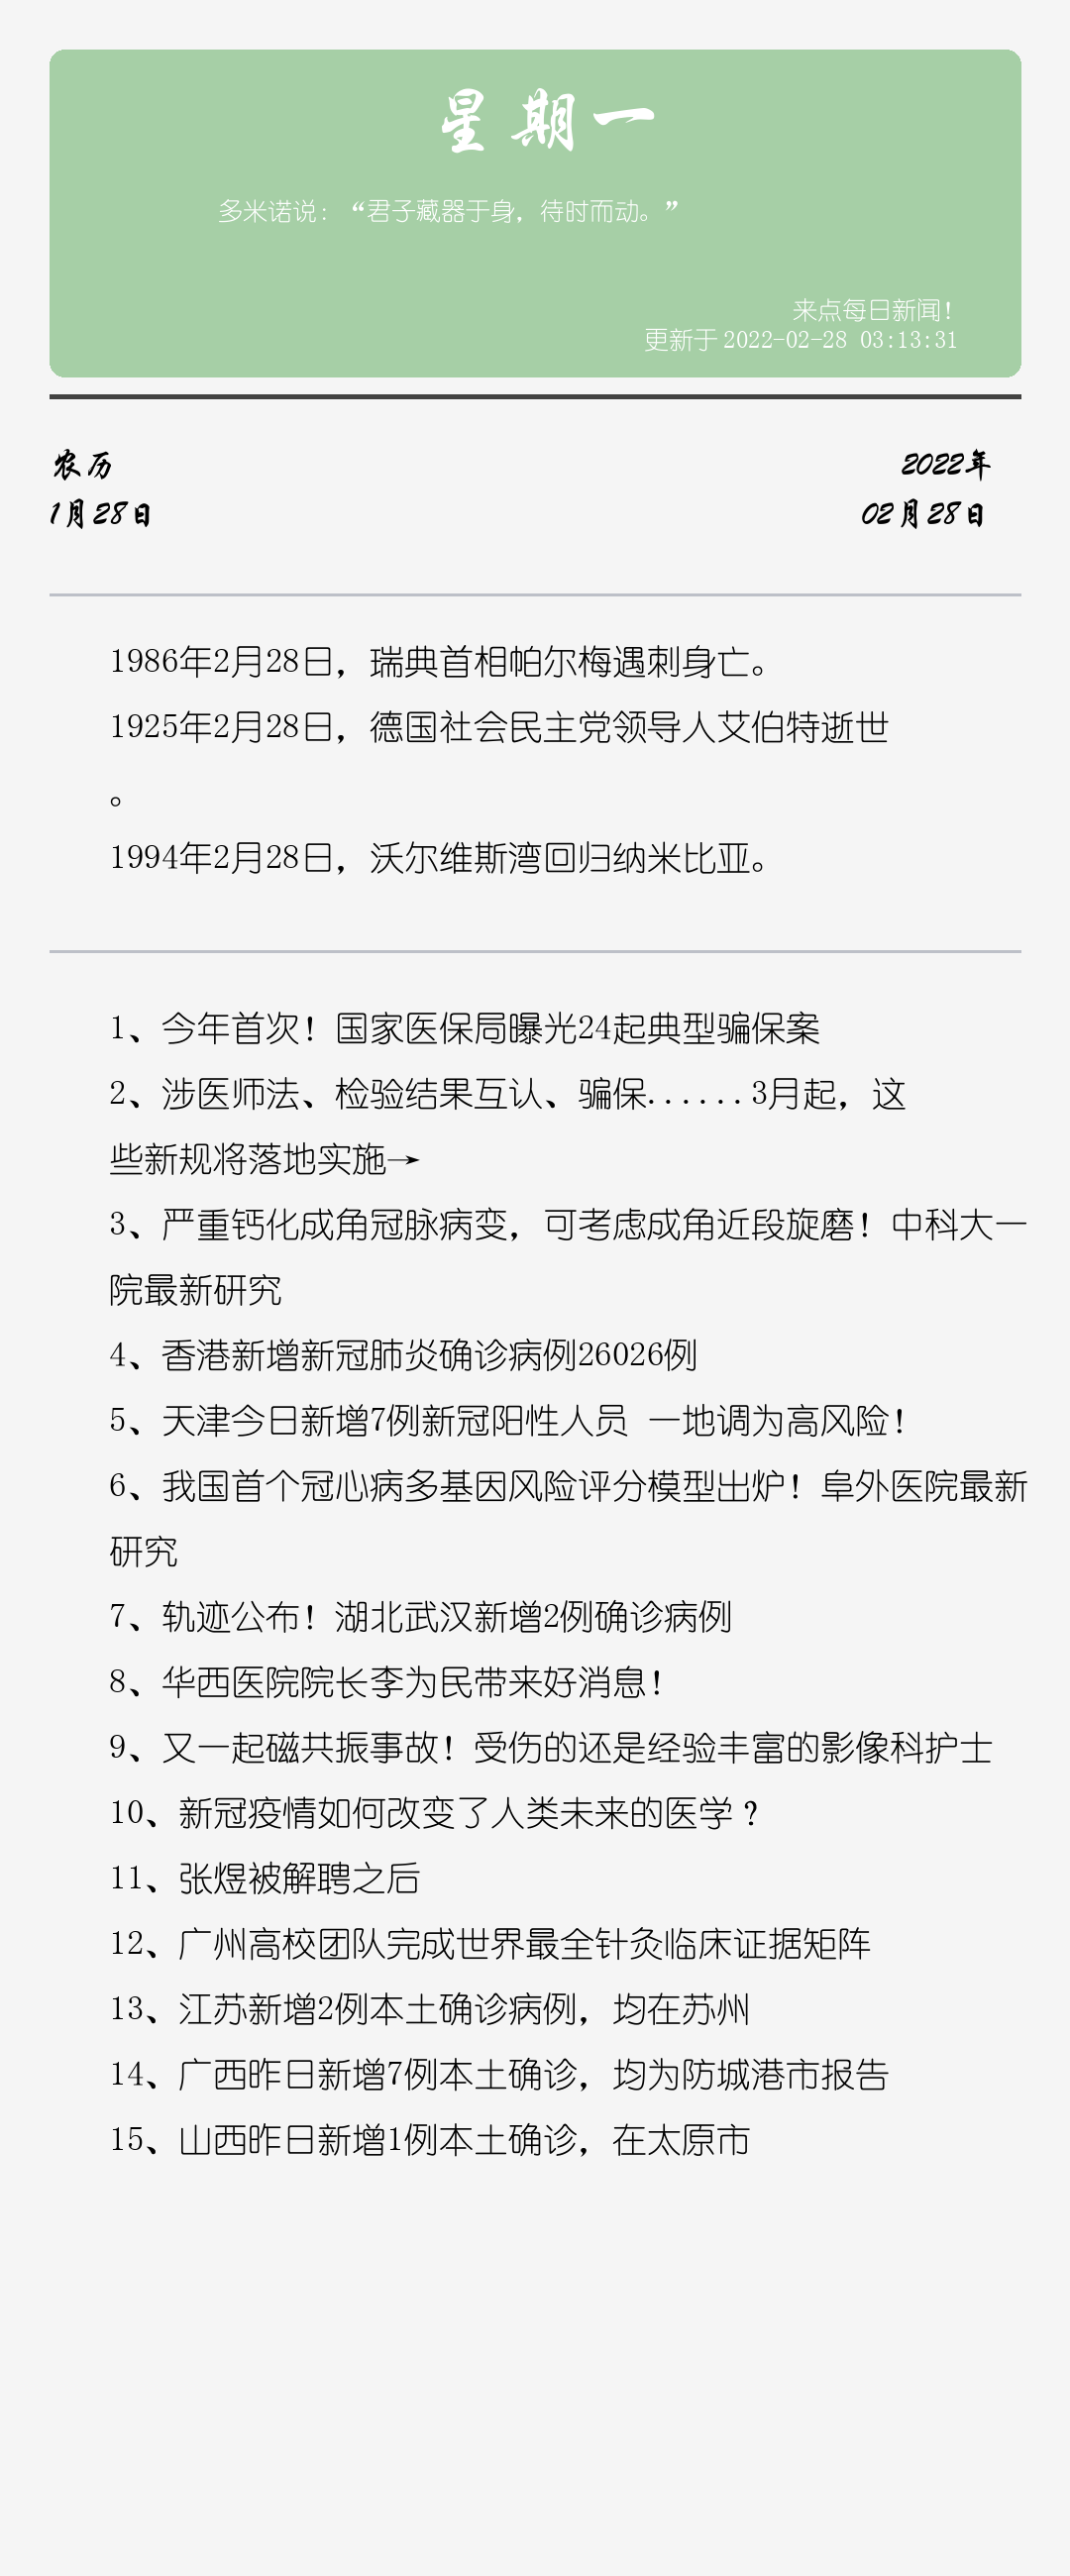 星期一
多米诺说：“君子藏器于身，待时而动。”
来点每日新闻！
更新于2022-02-28 03:13:31
农历
2022年
1月28日
02月28日
1986年2月28日，瑞典首相帕尔梅遇刺身亡。
1925年2月28日，德国社会民主党领导人艾伯特逝世
。
1994年2月28日，沃尔维斯湾回归纳米比亚。
1、今年首次！国家医保局曝光24起典型骗保案
2、涉医师法、检验结果互认、骗保......3月起，这
些新规将落地实施→
3、严重钙化成角冠脉病变，可考虑成角近段旋磨！中科大一
院最新研究
4、香港新增新冠肺炎确诊病例26026例
5、天津今日新增7例新冠阳性人员 一地调为高风险！
6、我国首个冠心病多基因风险评分模型出炉！阜外医院最新
研究
7、轨迹公布！湖北武汉新增2例确诊病例
8、华西医院院长李为民带来好消息！
9、又一起磁共振事故！受伤的还是经验丰富的影像科护士
10、新冠疫情如何改变了人类未来的医学？
11、张煜被解聘之后
12、广州高校团队完成世界最全针灸临床证据矩阵
13、江苏新增2例本土确诊病例，均在苏州
14、广西昨日新增7例本土确诊，均为防城港市报告
15、山西昨日新增1例本土确诊，在太原市